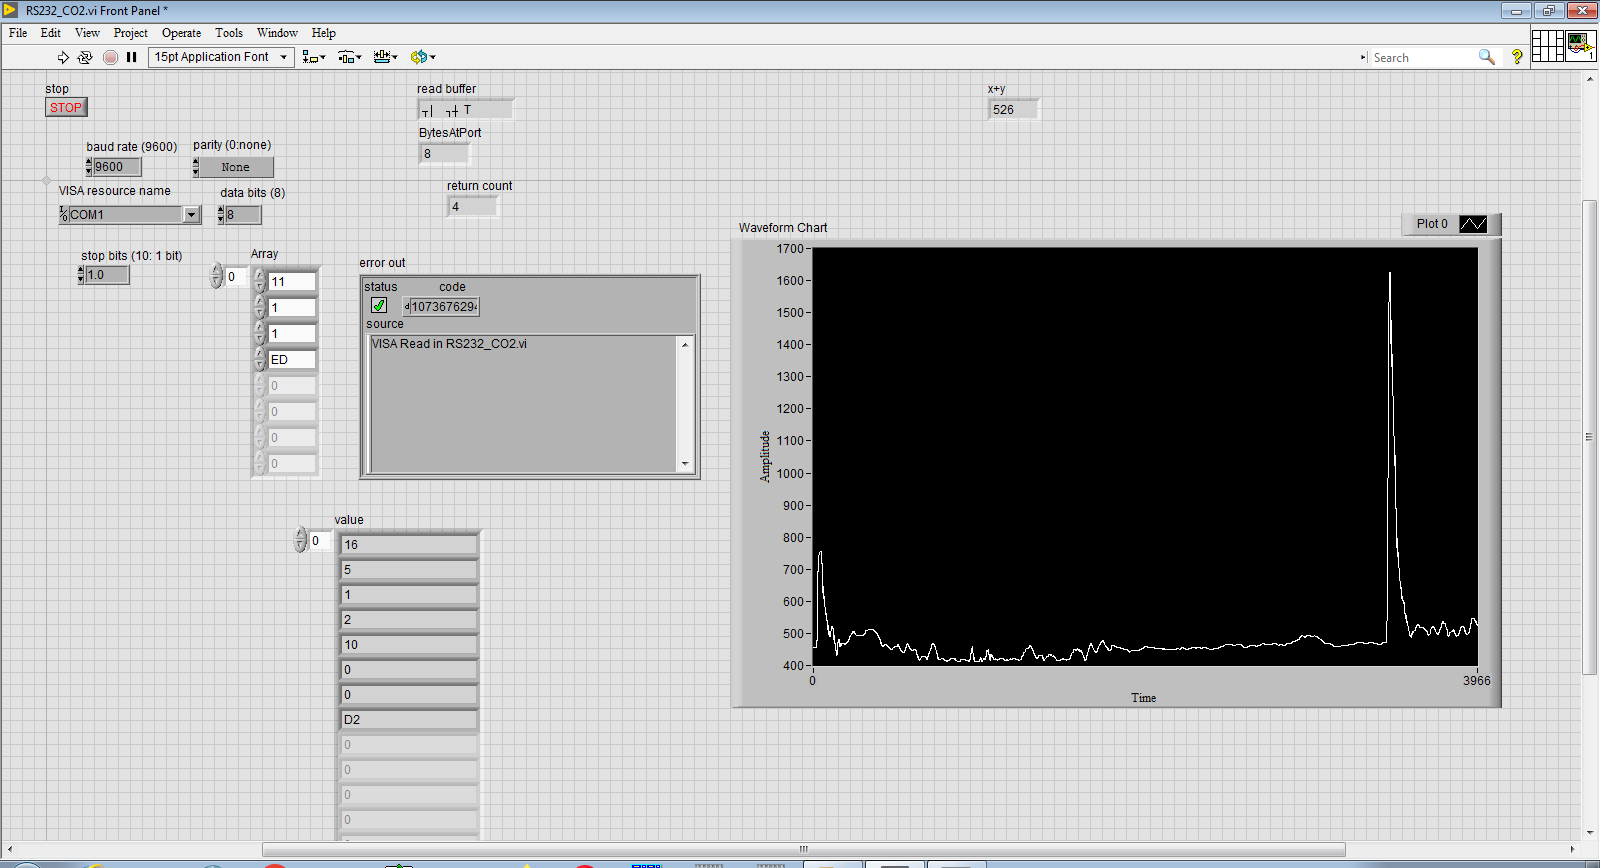 RS232_CO2.vi Front Panel *
File Edit View Project Operate Tools Window Help
15pt Application Font
Search
?
1
stop
STOP
baud rate (9600)
9600
parity (0:none)
None
VISA resource name
COM1
data bits (8)
8
stop bits (10: 1 bit)
1.0
Array
0
11
1
1
ED
0
0
0
0
read buffer
T
BytesAtPort
8
return count
4
error out
status
code
source
VISA Read in RS232_CO2.vi
value
0
16
5
1
2
10
0
0
D2
0
0
0
0
x+y
526
Waveform Chart
Plot 0
1700
1600
1500
1400
1300
1200
1100
1000
900
800
700
600
500
400
Amplitude
0
3966
Time